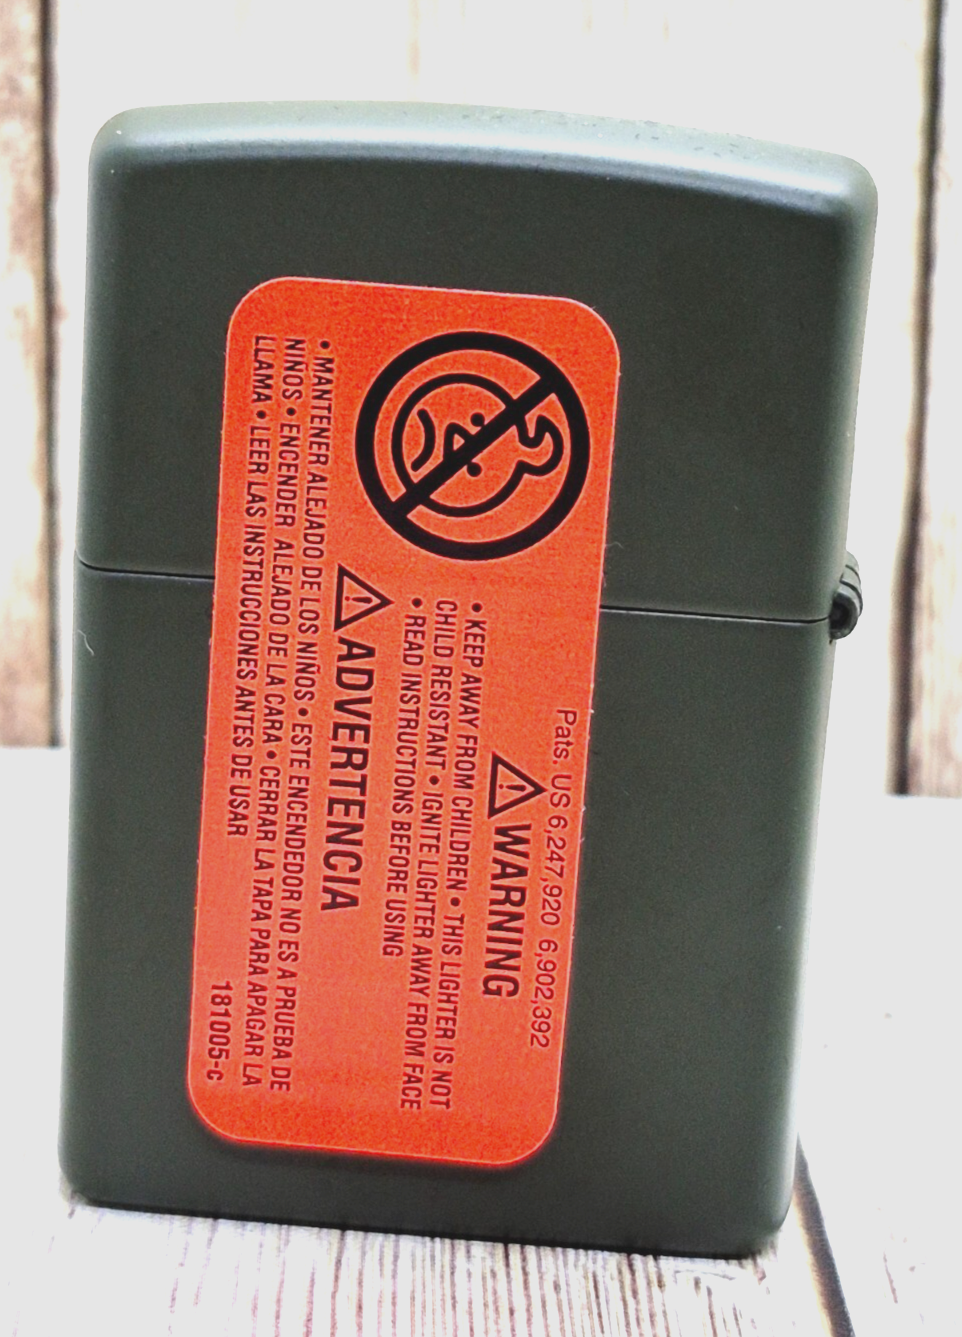 Pats. US 6,247,920 6,902,392
⚠ WARNING
• KEEP AWAY FROM CHILDREN • THIS LIGHTER IS NOT
CHILD RESISTANT • IGNITE LIGHTER AWAY FROM FACE
• READ INSTRUCTIONS BEFORE USING
⚠ ADVERTENCIA
• MANTENER ALEJADO DE LOS NIÑOS • ESTE ENCENDEDOR NO ES A PRUEBA DE
NIÑOS • ENCENDER ALEJADO DE LA CARA • CERRAR LA TAPA PARA APAGAR LA
LLAMA • LEER LAS INSTRUCCIONES ANTES DE USAR
181005-c